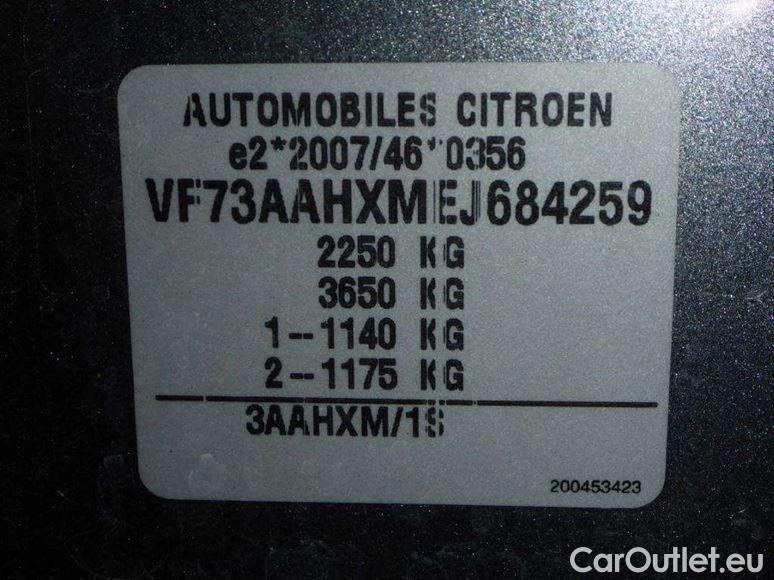 AUTOMOBILES CITROEN
e2*2007/46*0356
VF73AAHXMEJ684259
2250 KG
3650 KG
1--1140 KG
2--1175 KG
3AAHXM/1S
200453423
CarOutlet.eu